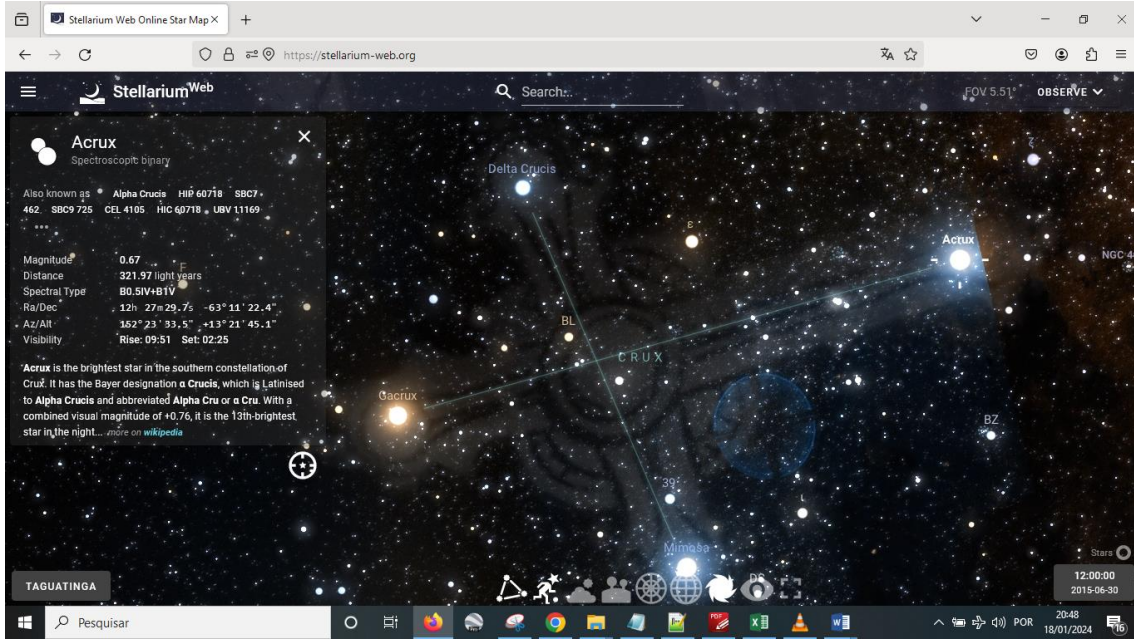 Stellarium Web Online Star Map
https://stellarium-web.org
StellariumWeb
Search...
FOV 5.51°
OBSERVE
Acrux
Spectroscopic binary
Also known as Alpha Crucis HIP 60718 SBC7
462 SBC9 725 CEL 4105 HIC 60718 UBV 11169
Magnitude 0.67
Distance 321.97 light years
Spectral Type B0.5IV+B1V
Ra/Dec 12h 27m29.7s -63°11'22.4"
Az/Alt 152°23'33.5" +13°21'45.1"
Visibility Rise: 09:51 Set: 02:25
Acrux is the brightest star in the southern constellation of
Crux. It has the Bayer designation α Crucis, which is Latinised
to Alpha Crucis and abbreviated Alpha Cru or α Cru. With a
combined visual magnitude of +0.76, it is the 13th-brightest
star in the night... more on wikipedia
Delta Crucis
ζ
ε
Acrux
NGC 4
F
BL
CRUX
Gacrux
BZ
39
ι
Mimosa
DSS
Stars
TAGUATINGA
12:00:00
2015-06-30
Pesquisar
POR
20:48
18/01/2024
16